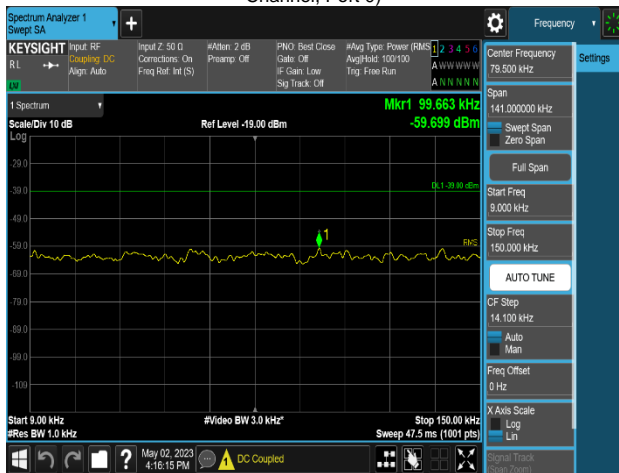 Channel, Port 0)
Spectrum Analyzer 1
Swept SA
Frequency
KEYSIGHT
RL
Input: RF
Coupling: DC
Align: Auto
Input Z: 50 Ω
Corrections: On
Freq Ref: Int (S)
#Atten: 2 dB
Preamp: Off
PNO: Best Close
Gate: Off
IF Gain: Low
Sig Track: Off
#Avg Type: Power (RMS
Avg|Hold: 100/100
Trig: Free Run
1 2 3 4 5 6
A W W W W W
A N N N N N
1 Spectrum
Scale/Div 10 dB
Ref Level -19.00 dBm
Mkr1 99.663 kHz
-59.699 dBm
Log
-29.0
-39.0
-49.0
-59.0
-69.0
-79.0
-89.0
-99.0
-109
DL1 -39.00 dBm
1
RMS
Start 9.00 kHz
#Res BW 1.0 kHz
#Video BW 3.0 kHz*
Stop 150.00 kHz
Sweep 47.5 ms (1001 pts)
May 02, 2023
4:16:15 PM
DC Coupled
Settings
Center Frequency
79.500 kHz
Span
141.000000 kHz
Swept Span
Zero Span
Full Span
Start Freq
9.000 kHz
Stop Freq
150.000 kHz
AUTO TUNE
CF Step
14.100 kHz
Auto
Man
Freq Offset
0 Hz
X Axis Scale
Log
Lin
Signal Track
(Span Zoom)